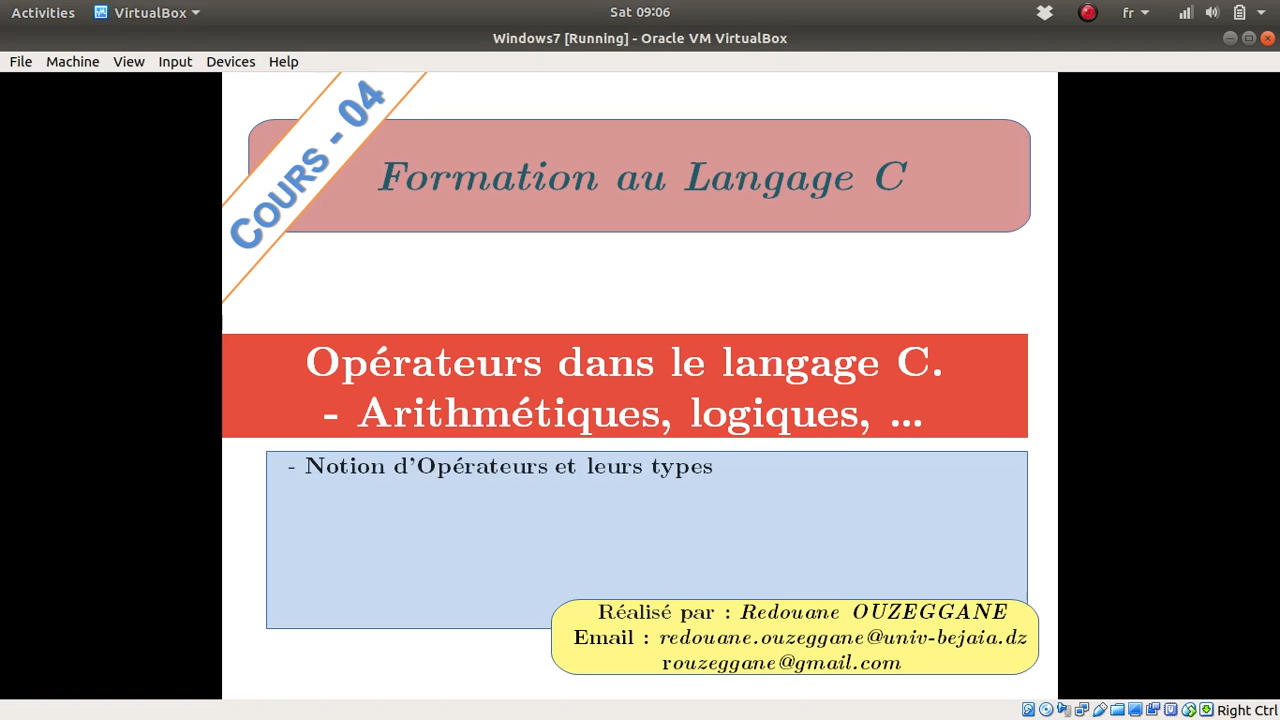 Activities VirtualBox Sat 09:06 fr
Windows7 [Running] - Oracle VM VirtualBox
File Machine View Input Devices Help
COURS - 04
Formation au Langage C
Opérateurs dans le langage C.
- Arithmétiques, logiques, ...
- Notion d'Opérateurs et leurs types
Réalisé par : Redouane OUZEGGANE
Email : redouane.ouzeggane@univ-bejaia.dz
rouzeggane@gmail.com
Right Ctrl